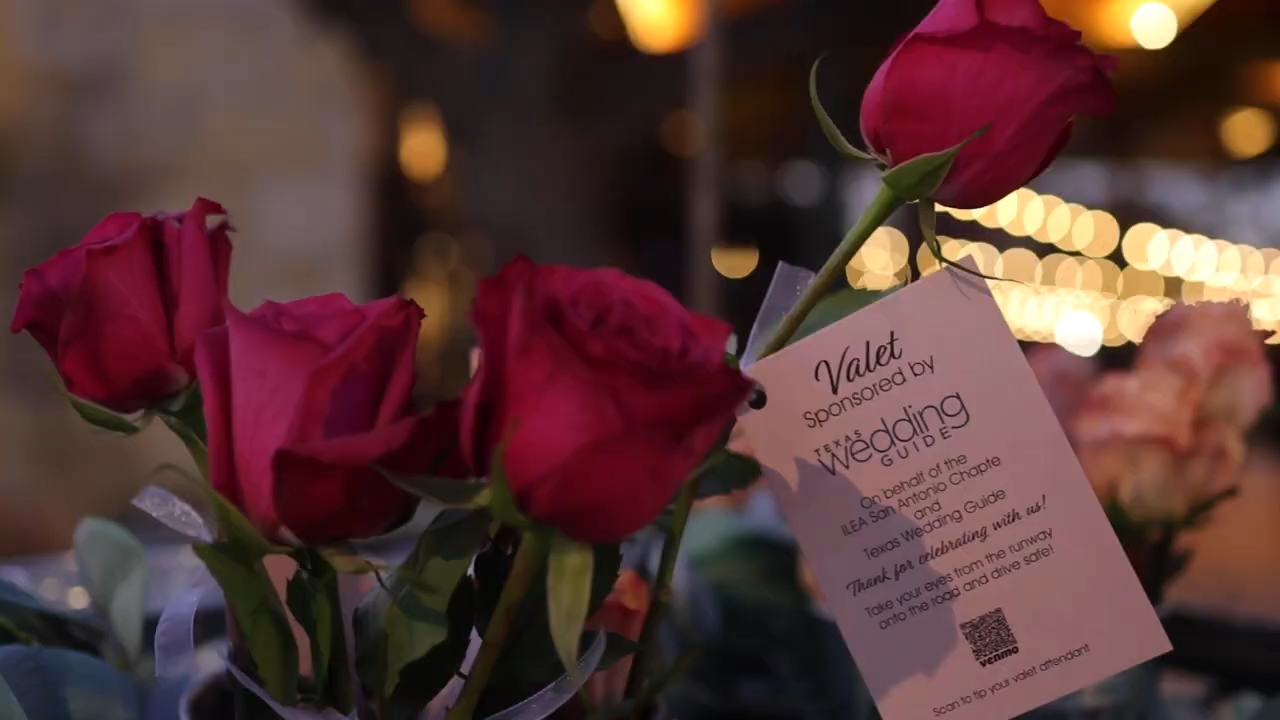 Valet
Sponsored by
TEXAS
wedding
GUIDE
On behalf of the
ILEA San Antonio Chapte
and
Texas Wedding Guide
Thank for celebrating with us!
Take your eyes from the runway
onto the road and drive safe!
venmo
Scan to tip your valet attendant